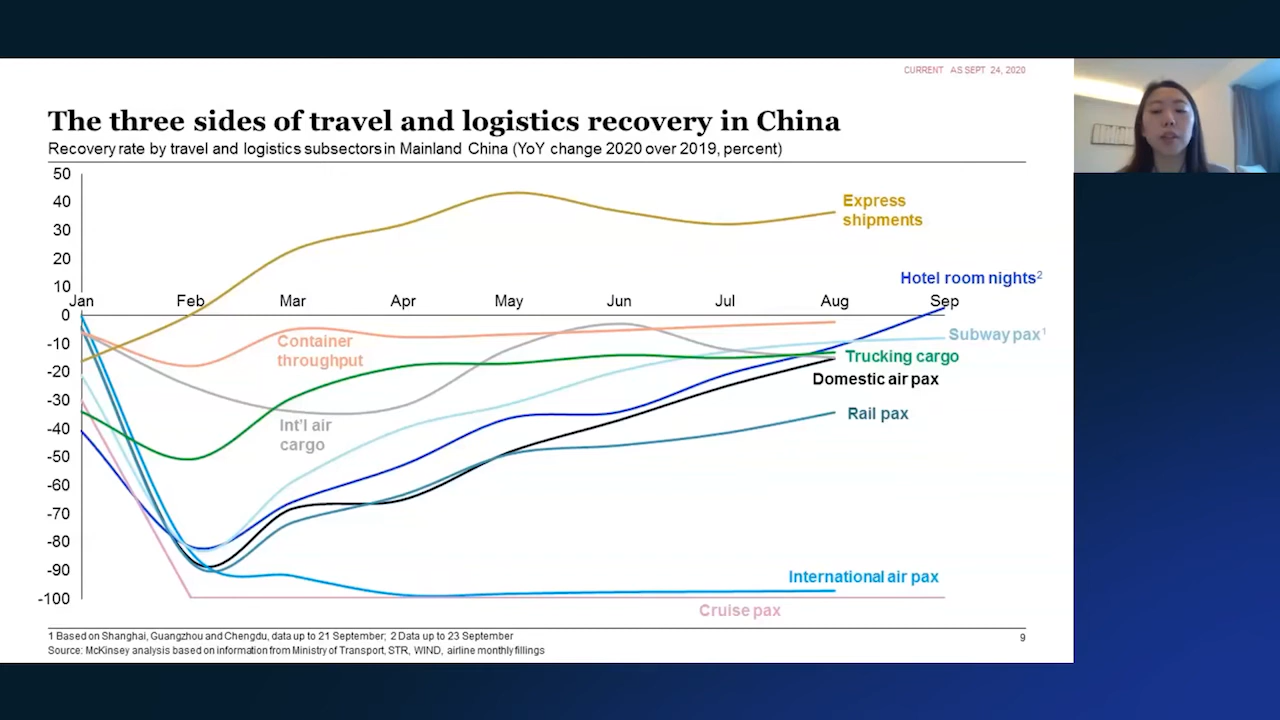 CURRENT AS SEPT 24, 2020
The three sides of travel and logistics recovery in China
Recovery rate by travel and logistics subsectors in Mainland China (YoY change 2020 over 2019, percent)
50
40
30
20
10
0
-10
-20
-30
-40
-50
-60
-70
-80
-90
-100
Jan
Feb
Mar
Apr
May
Jun
Jul
Aug
Sep
Express
shipments
Hotel room nights2
Subway pax1
Container
throughput
Trucking cargo
Domestic air pax
Rail pax
Int'l air
cargo
International air pax
Cruise pax
1 Based on Shanghai, Guangzhou and Chengdu, data up to 21 September; 2 Data up to 23 September
Source: McKinsey analysis based on information from Ministry of Transport, STR, WIND, airline monthly fillings
9